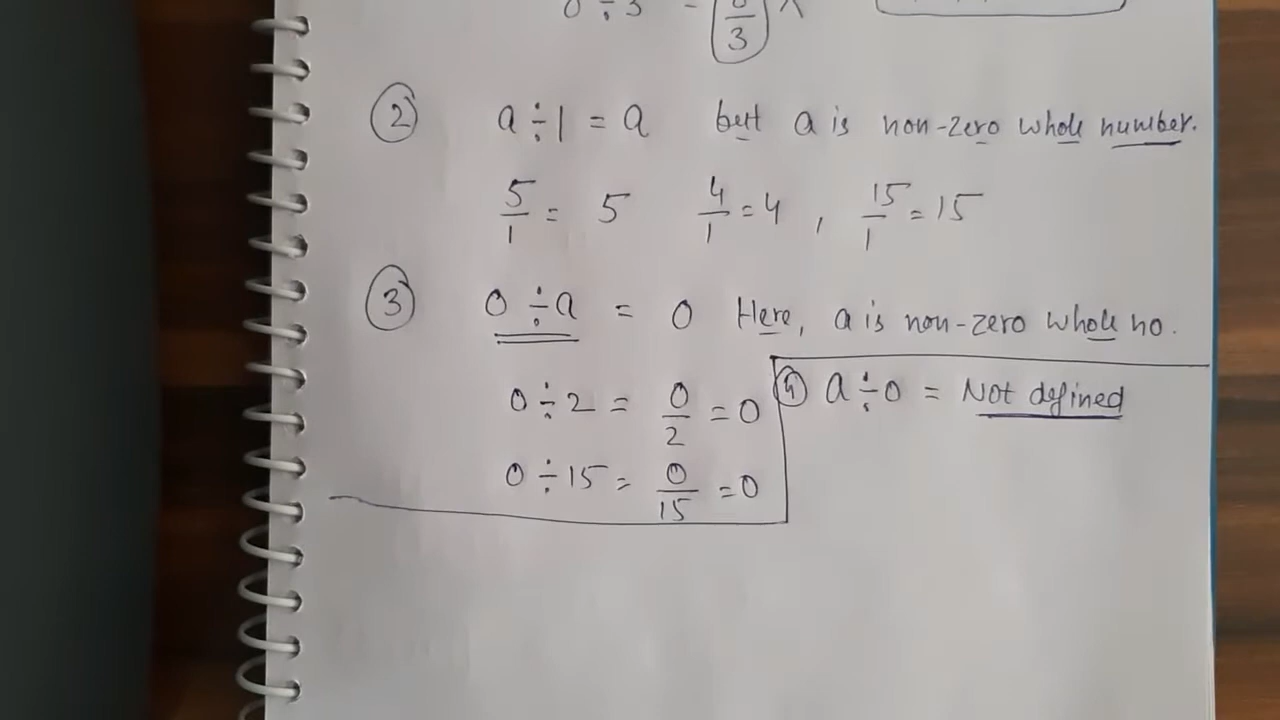 ② a ÷ 1 = a but a is non-zero whole number.
5/1 = 5 4/1 = 4 , 15/1 = 15
③ 0 ÷ a = 0 Here, a is non-zero whole no.
0 ÷ 2 = 0/2 = 0
④ a ÷ 0 = Not defined
0 ÷ 15 = 0/15 = 0